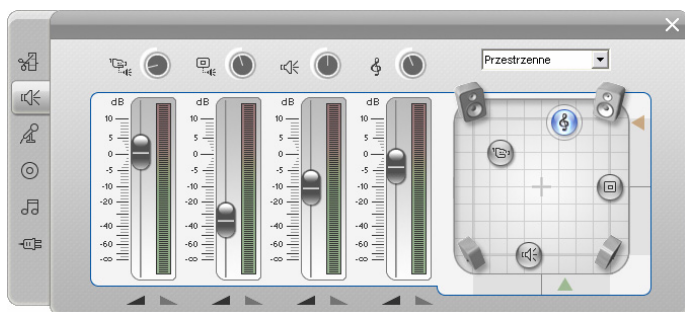 Przestrzenne
dB dB dB dB
10 10 10 10
5 5 5 5
0 0 0 0
-5 -5 -5 -5
-10 -10 -10 -10
-20 -20 -20 -20
-40 -40 -40 -40
-60 -60 -60 -60
-∞ -∞ -∞ -∞